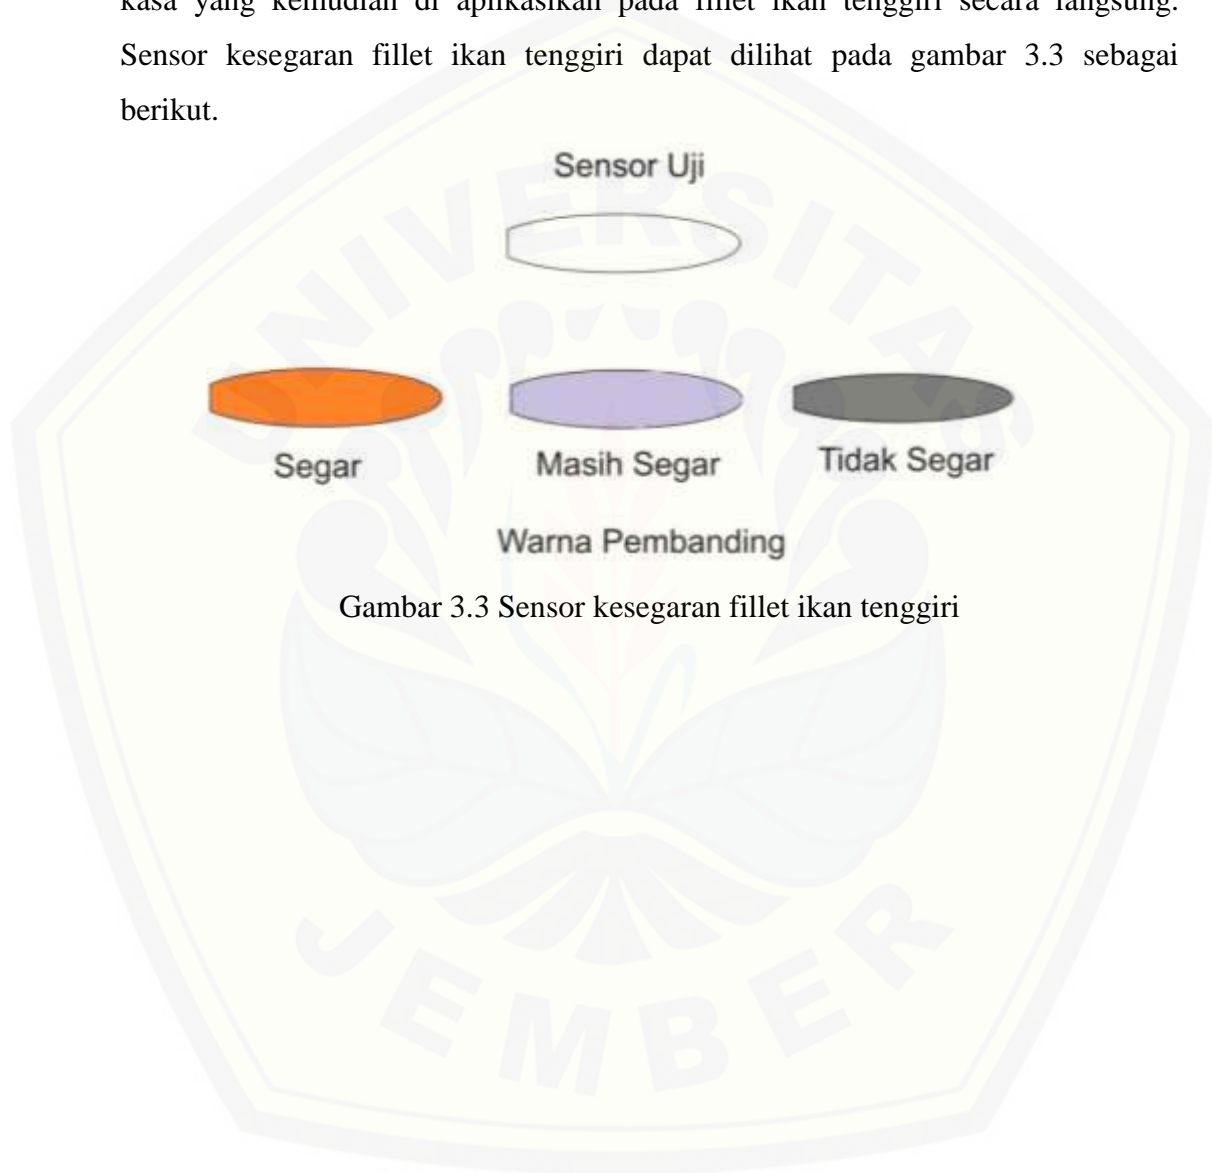 kasa yang kemudian di aplikasikan pada fillet ikan tenggiri secara langsung.
Sensor kesegaran fillet ikan tenggiri dapat dilihat pada gambar 3.3 sebagai
berikut.
Sensor Uji
Segar
Masih Segar
Tidak Segar
Warna Pembanding
Gambar 3.3 Sensor kesegaran fillet ikan tenggiri
UNIVERSITAS
JEMBER